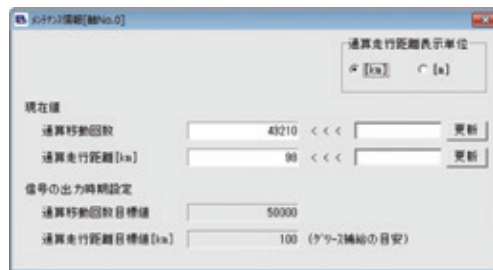 ﾒﾝﾃﾅﾝｽ情報[軸No.0]
通算走行距離表示単位
[km] [m]
現在値
通算移動回数 43210 <<< 更新
通算走行距離[km] 98 <<< 更新
信号の出力時期設定
通算移動回数目標値 50000
通算走行距離目標値[km] 100 (ｸﾞﾘｰｽ補給の目安)